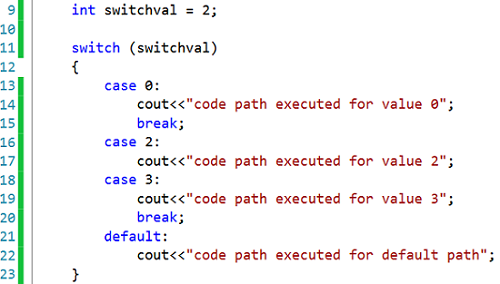 9 int switchval = 2;
10
11 switch (switchval)
12 {
13 case 0:
14 cout<<"code path executed for value 0";
15 break;
16 case 2:
17 cout<<"code path executed for value 2";
18 case 3:
19 cout<<"code path executed for value 3";
20 break;
21 default:
22 cout<<"code path executed for default path";
23 }